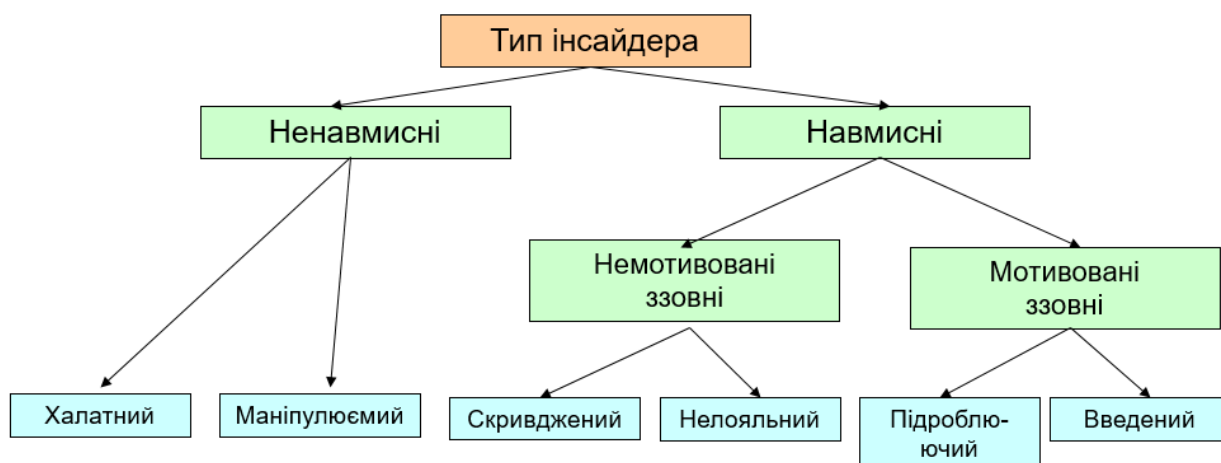 Тип інсайдера
Ненавмисні
Навмисні
Немотивовані
ззовні
Мотивовані
ззовні
Халатний
Маніпулюємий
Скривджений
Нелояльний
Підроблю-
ючий
Введений